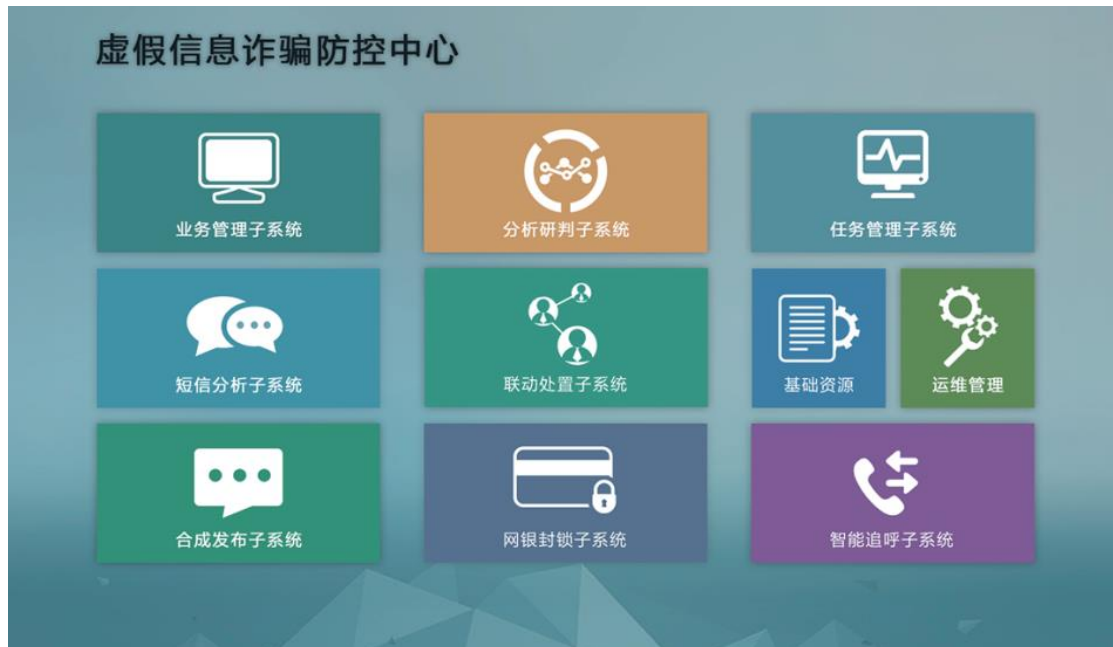 虚假信息诈骗防控中心
业务管理子系统
分析研判子系统
任务管理子系统
短信分析子系统
联动处置子系统
基础资源
运维管理
合成发布子系统
网银封锁子系统
智能追呼子系统